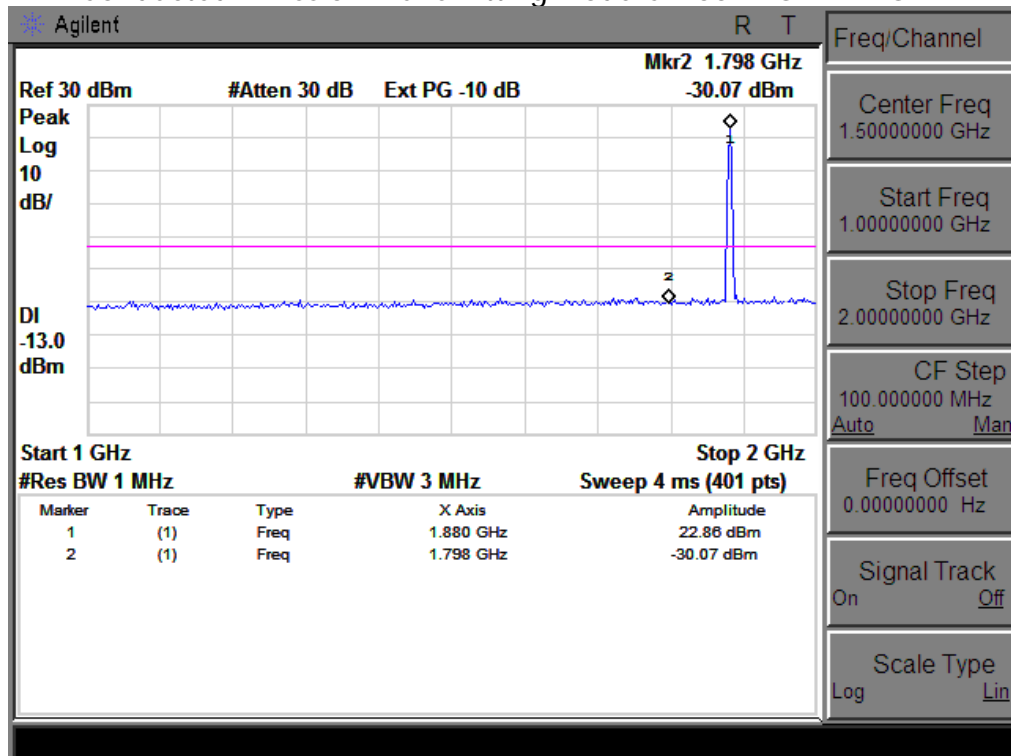 Agilent R T
Freq/Channel
Mkr2 1.798 GHz
Ref 30 dBm #Atten 30 dB Ext PG -10 dB -30.07 dBm
Peak
Log
10
dB/
1
2
DI
-13.0
dBm
Start 1 GHz Stop 2 GHz
#Res BW 1 MHz #VBW 3 MHz Sweep 4 ms (401 pts)
Marker Trace Type X Axis Amplitude
1 (1) Freq 1.880 GHz 22.86 dBm
2 (1) Freq 1.798 GHz -30.07 dBm
Center Freq
1.50000000 GHz
Start Freq
1.00000000 GHz
Stop Freq
2.00000000 GHz
CF Step
100.000000 MHz
Auto Man
Freq Offset
0.00000000 Hz
Signal Track
On Off
Scale Type
Log Lin